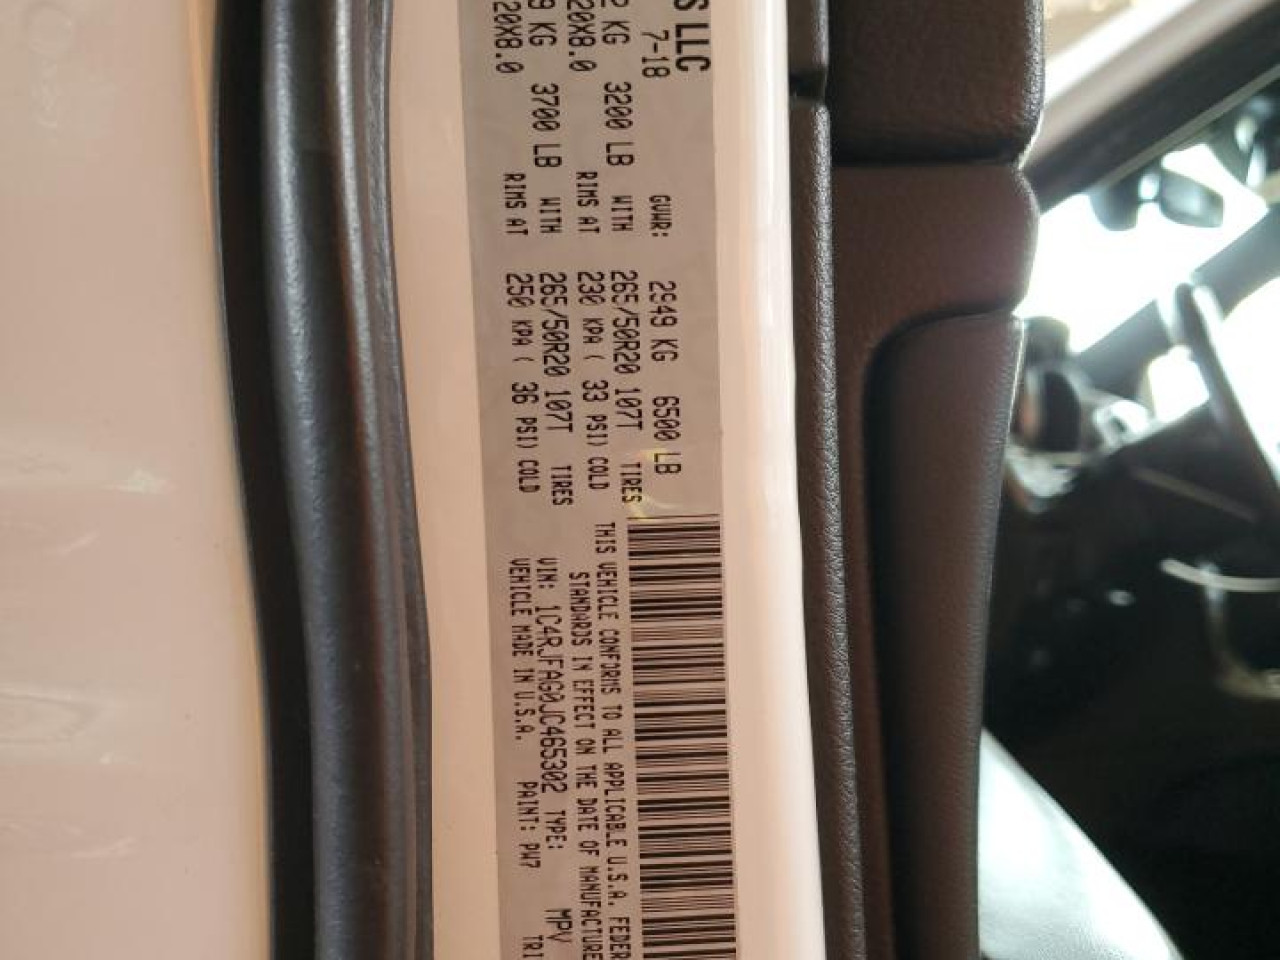 S LLC
7-18
GVWR: 2949 KG 6500 LB
KG 3200 LB WITH 265/50R20 107T TIRES
20X8.0 RIMS AT 230 KPA ( 33 PSI) COLD
9 KG 3700 LB WITH 265/50R20 107T TIRES
20X8.0 RIMS AT 250 KPA ( 36 PSI) COLD
THIS VEHICLE CONFORMS TO ALL APPLICABLE U.S.A. FEDER
STANDARDS IN EFFECT ON THE DATE OF MANUFACTURE
VIN: 1C4RJFAG0JC465302 TYPE: MPV
VEHICLE MADE IN U.S.A. PAINT: PW7 TRI